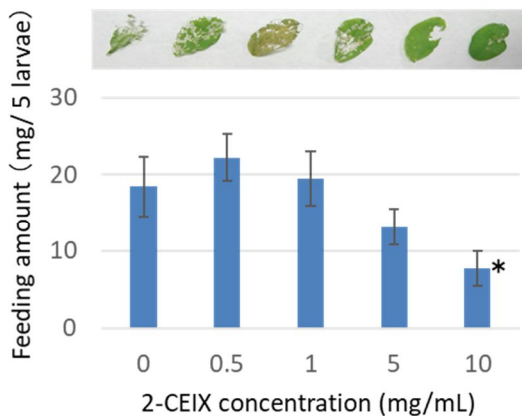 Feeding amount (mg/ 5 larvae)
30
20
10
0
*
0 0.5 1 5 10
2-CEIX concentration (mg/mL)